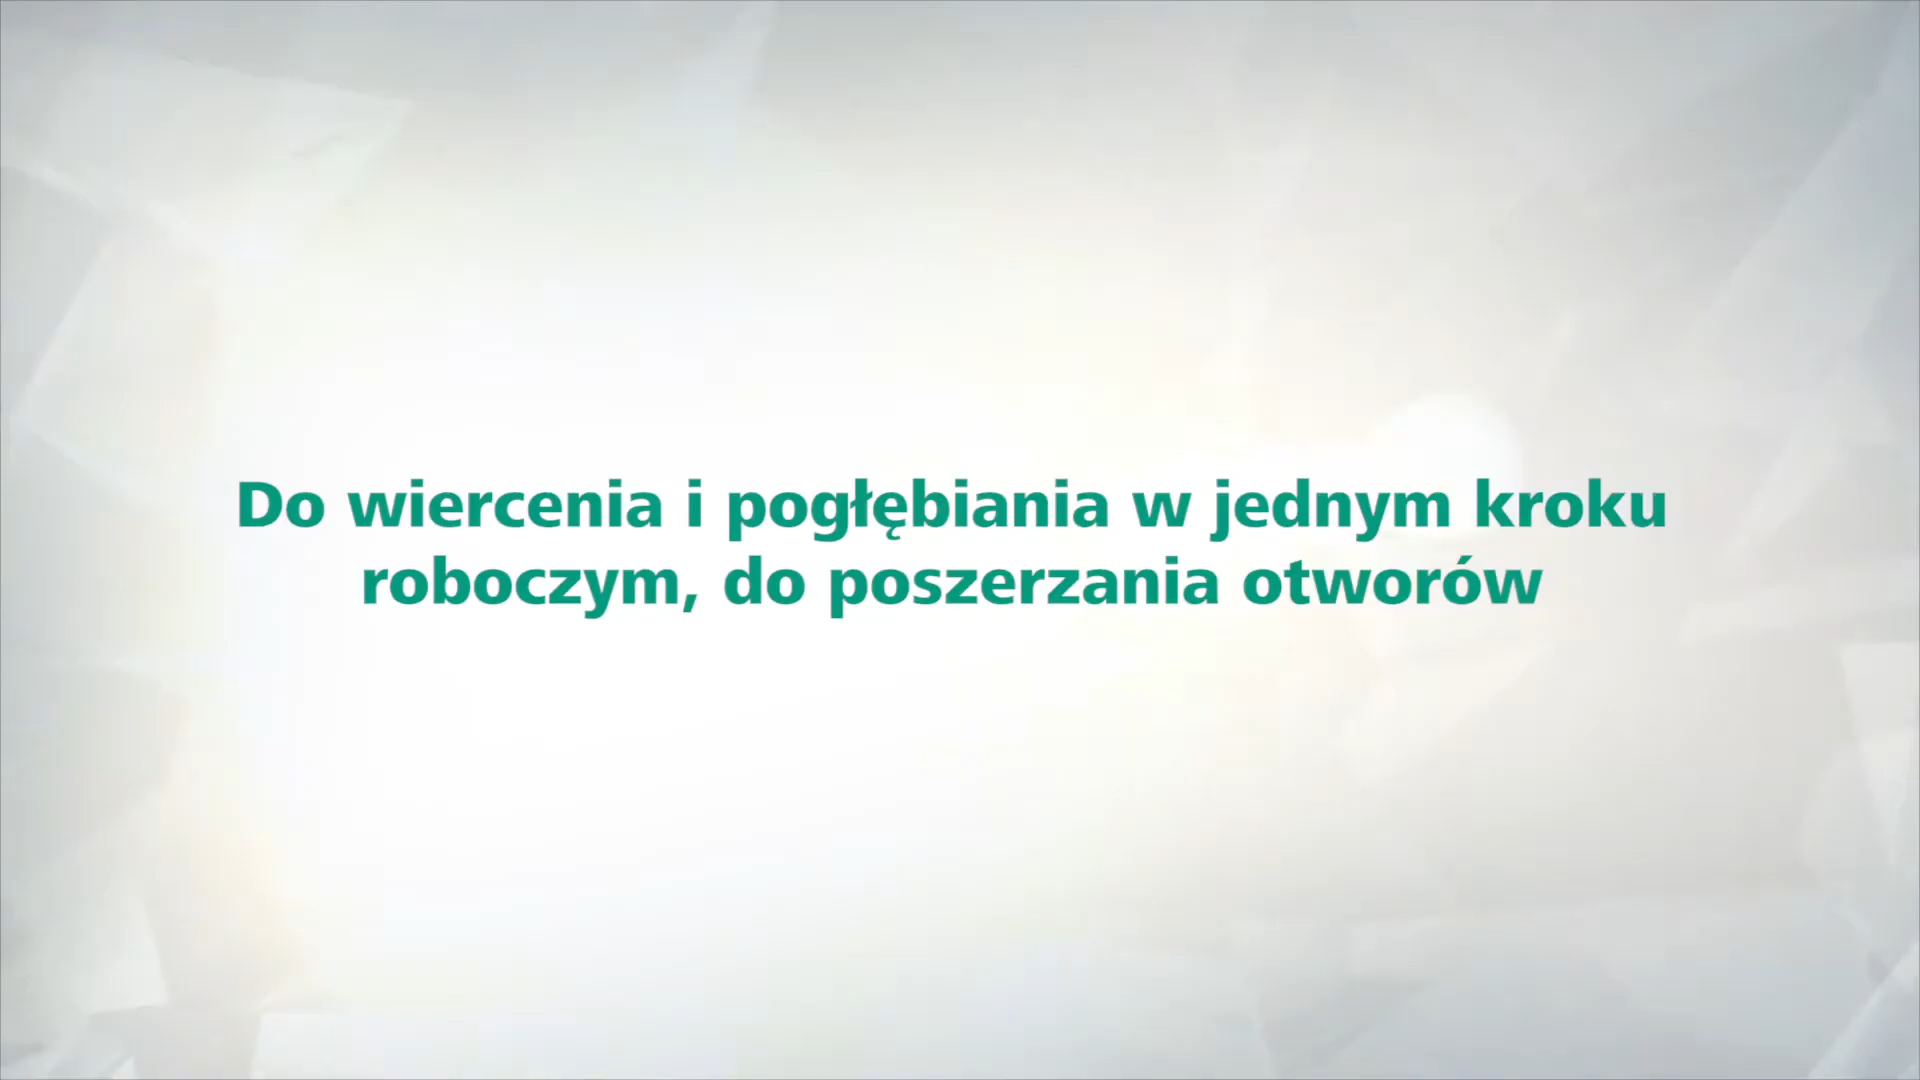 Do wiercenia i pogłębiania w jednym kroku
roboczym, do poszerzania otworów